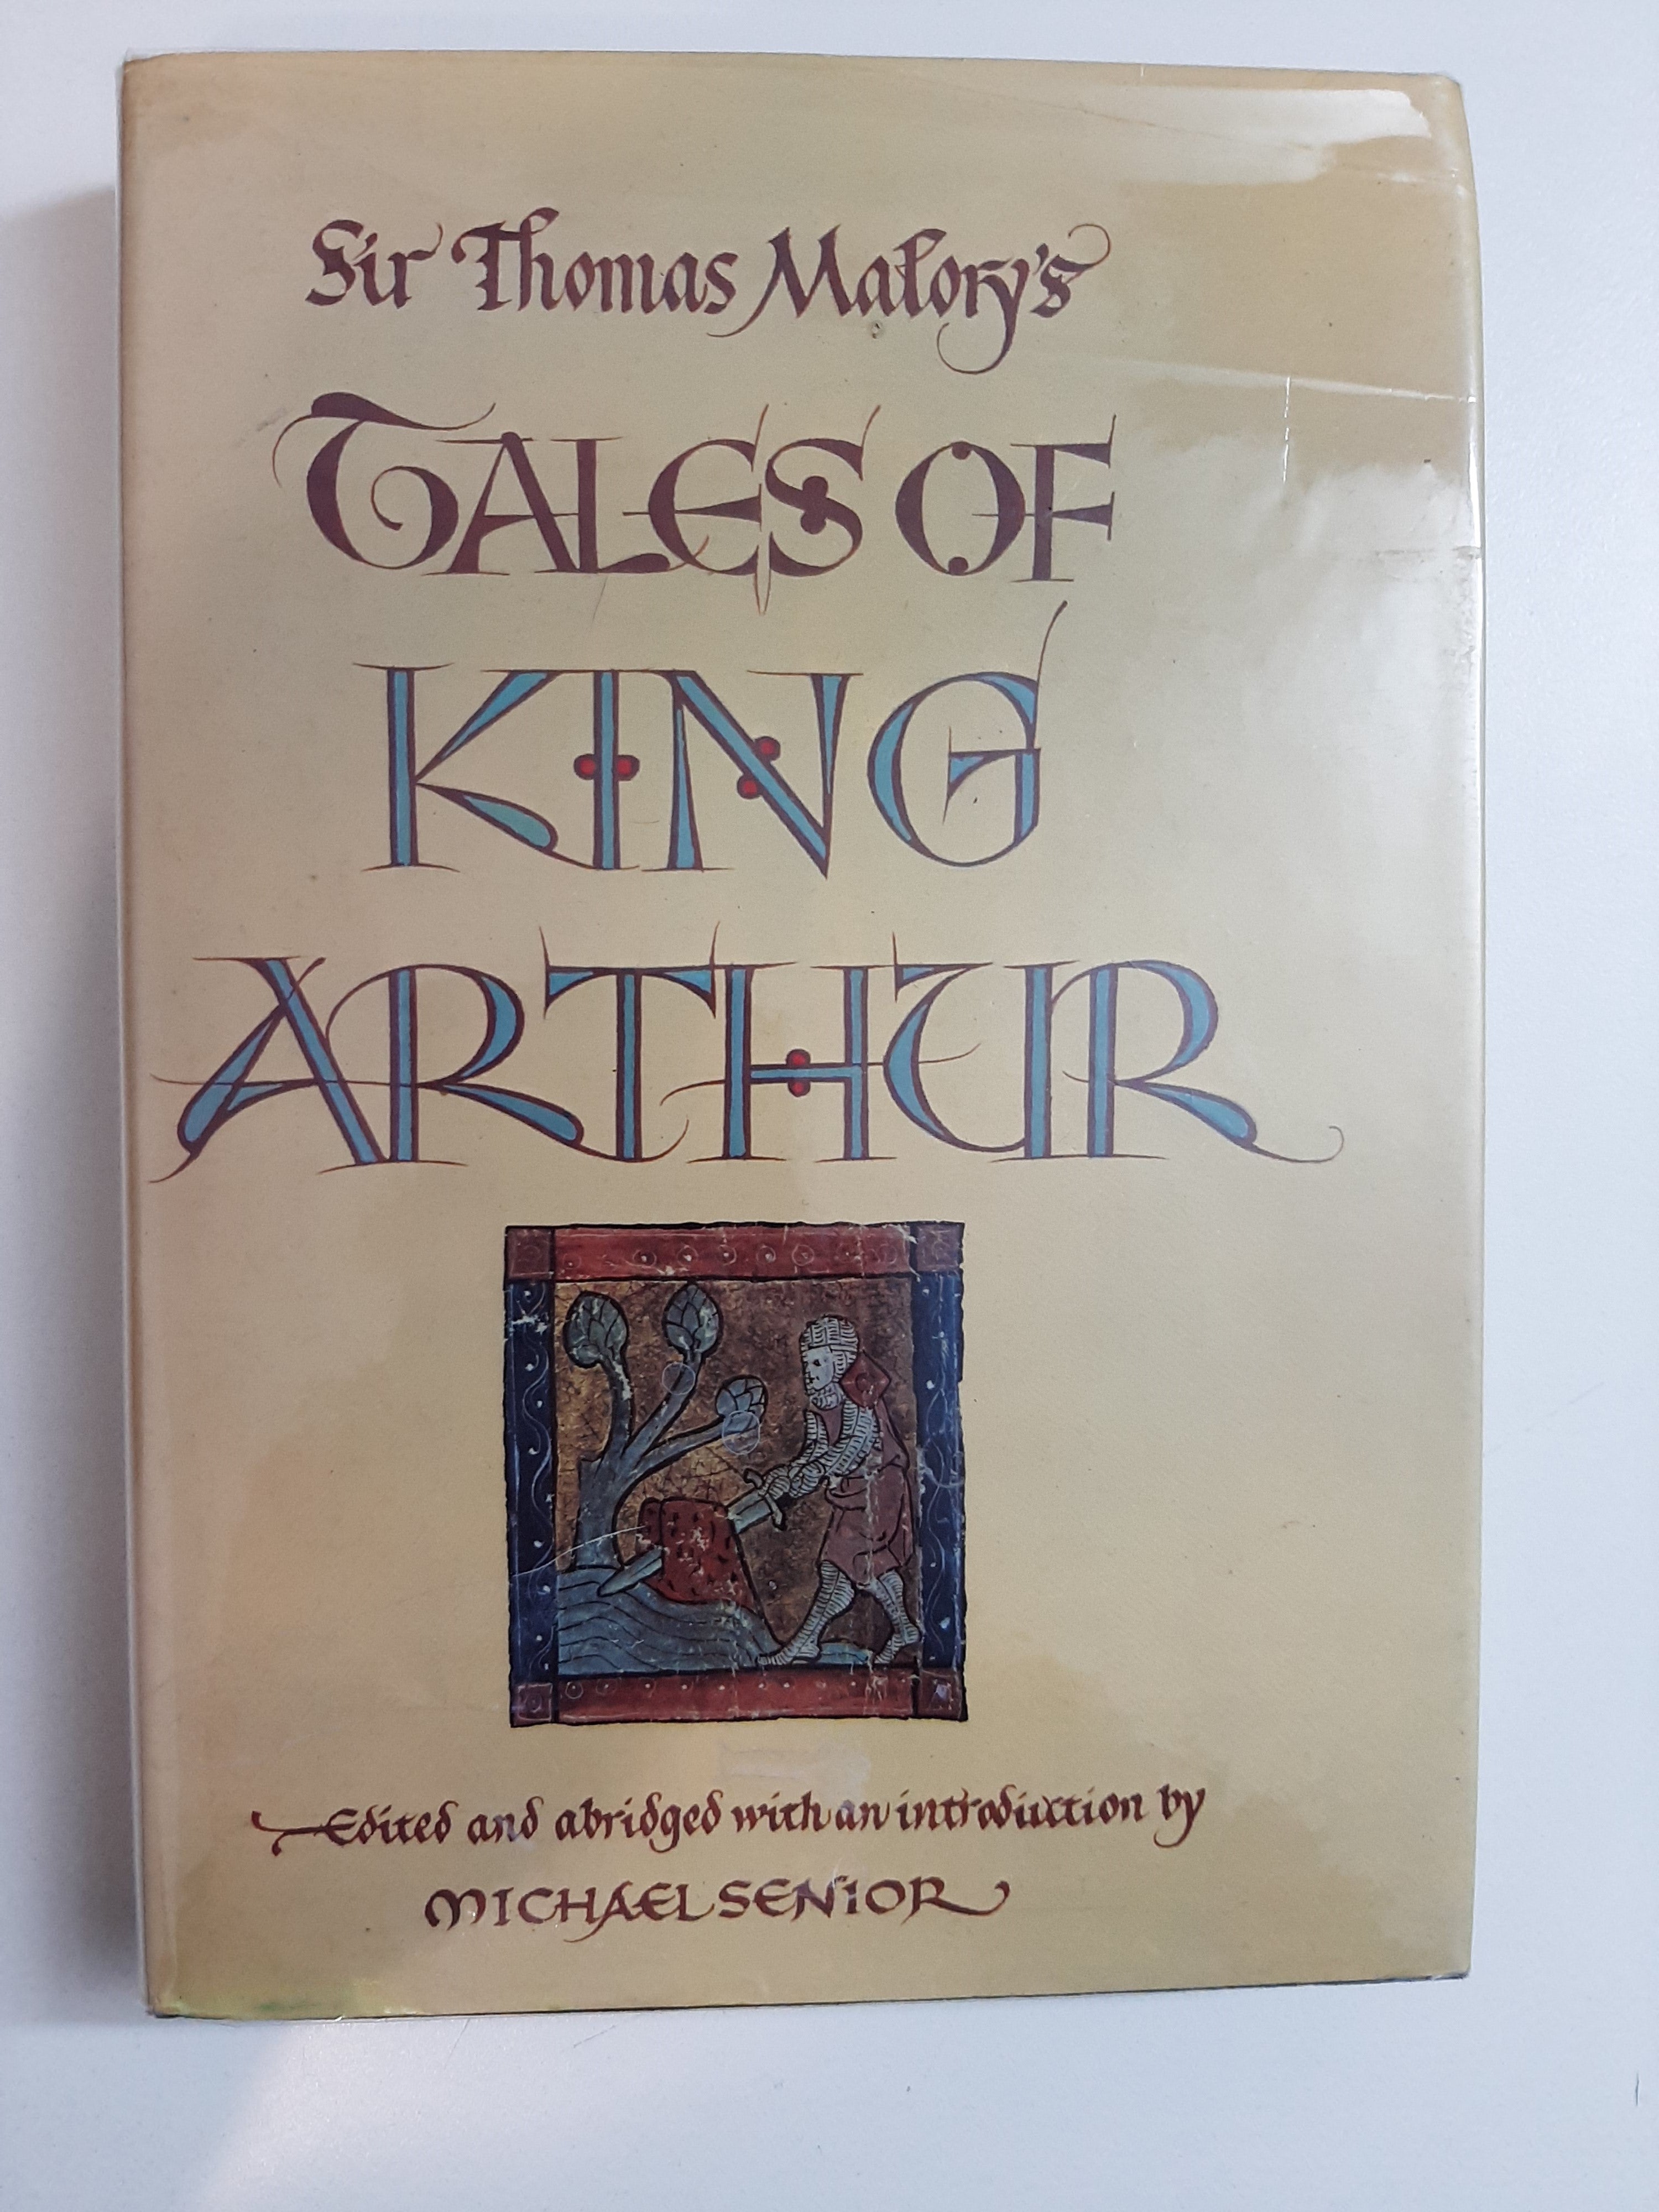 Sir Thomas Malory's
TALES OF
KING
ARTHUR
Edited and abridged with an introduction by
MICHAEL SENIOR